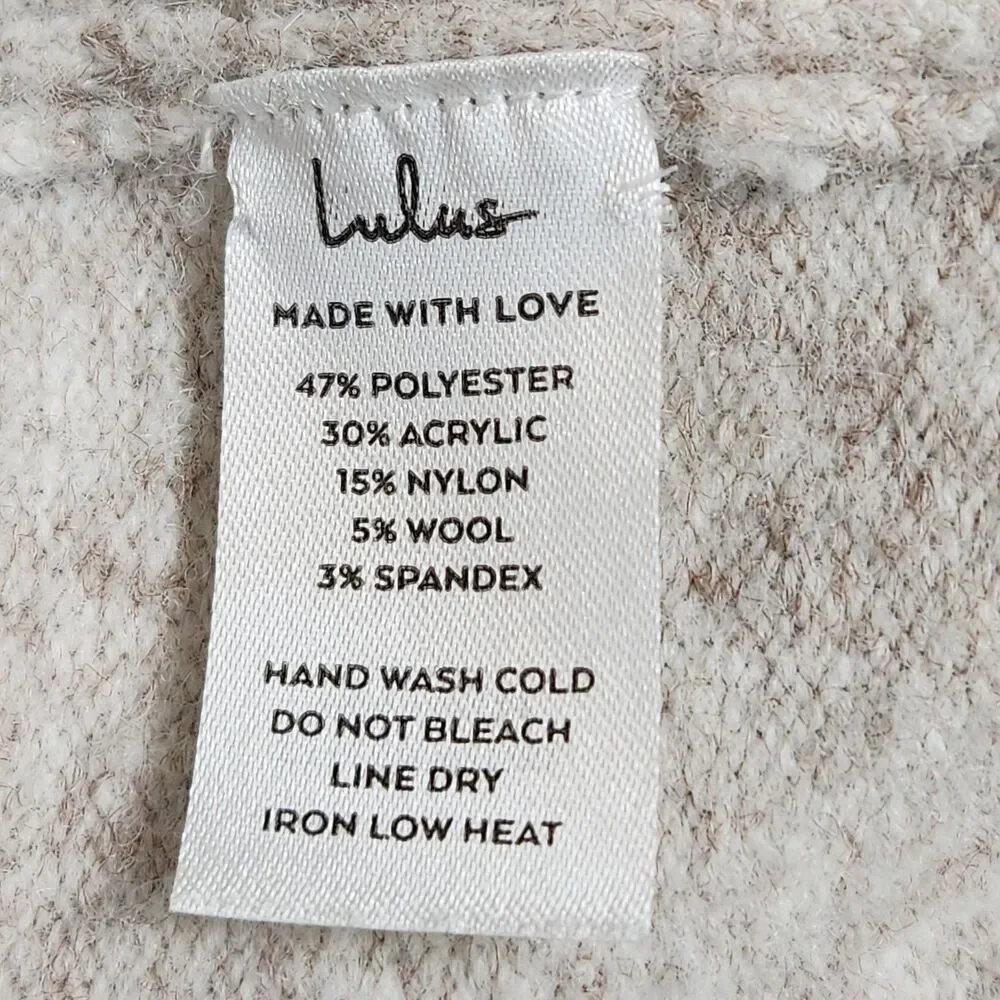 Lulus
MADE WITH LOVE
47% POLYESTER
30% ACRYLIC
15% NYLON
5% WOOL
3% SPANDEX
HAND WASH COLD
DO NOT BLEACH
LINE DRY
IRON LOW HEAT